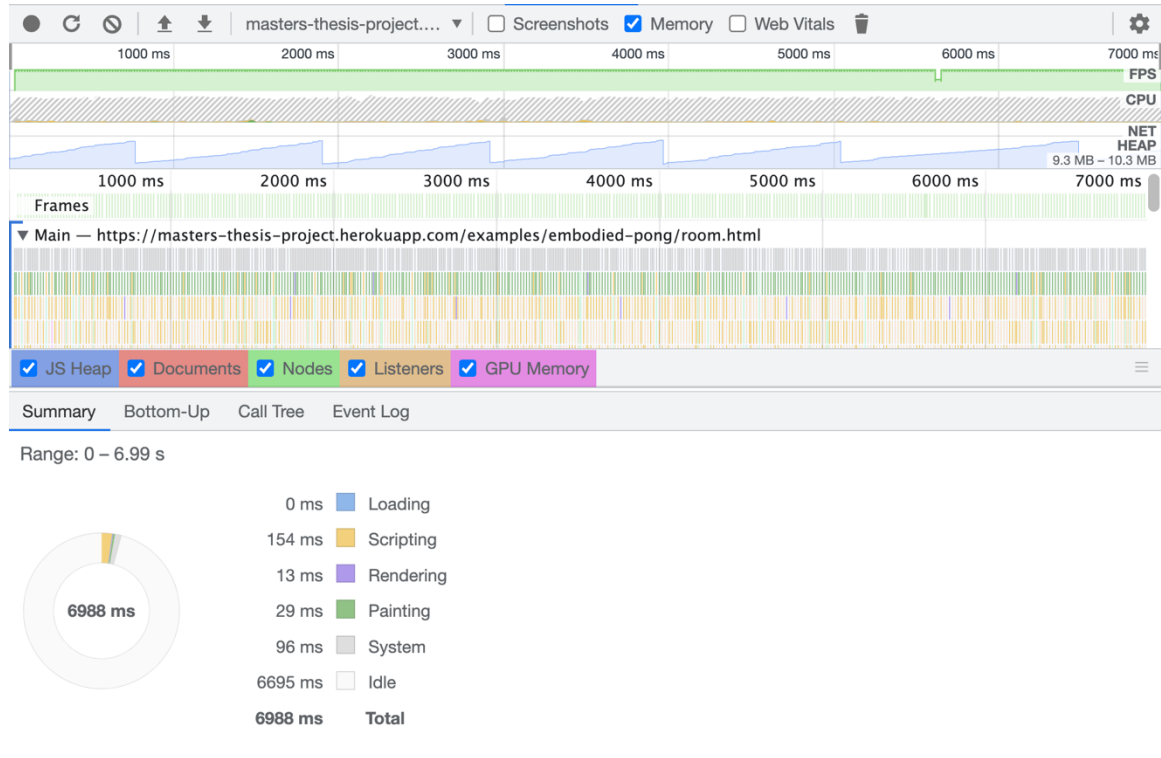 masters-thesis-project.... ▼ Screenshots Memory Web Vitals
1000 ms 2000 ms 3000 ms 4000 ms 5000 ms 6000 ms 7000 ms
FPS
CPU
NET
HEAP
9.3 MB – 10.3 MB
1000 ms 2000 ms 3000 ms 4000 ms 5000 ms 6000 ms 7000 ms
Frames
▼ Main — https://masters-thesis-project.herokuapp.com/examples/embodied-pong/room.html
JS Heap Documents Nodes Listeners GPU Memory
Summary Bottom-Up Call Tree Event Log
Range: 0 – 6.99 s
0 ms Loading
154 ms Scripting
13 ms Rendering
6988 ms
29 ms Painting
96 ms System
6695 ms Idle
6988 ms Total